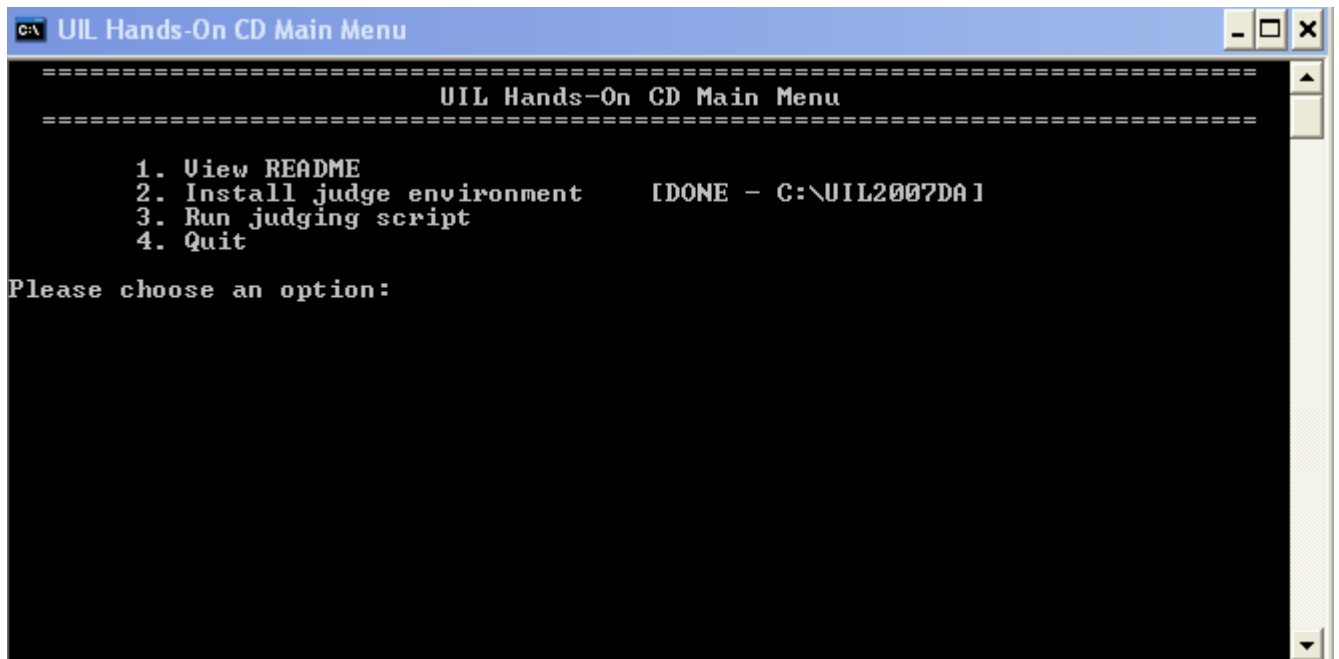 UIL Hands-On CD Main Menu
============================================================================
UIL Hands-On CD Main Menu
============================================================================
1. View README
2. Install judge environment [DONE - C:\UIL2007DA]
3. Run judging script
4. Quit
Please choose an option: